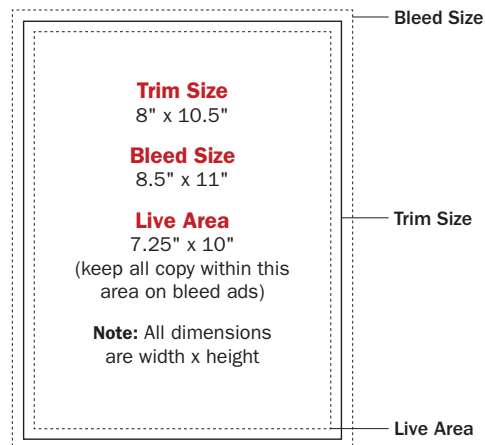 Bleed Size
Trim Size
8" x 10.5"
Bleed Size
8.5" x 11"
Live Area
7.25" x 10"
(keep all copy within this
area on bleed ads)
Note: All dimensions
are width x height
Trim Size
Live Area